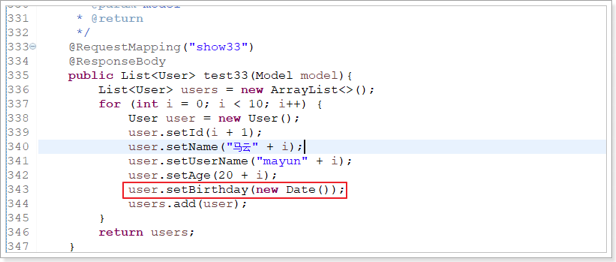 331 * @return
332 */
333 @RequestMapping("show33")
334 @ResponseBody
335 public List<User> test33(Model model){
336 List<User> users = new ArrayList<>();
337 for (int i = 0; i < 10; i++) {
338 User user = new User();
339 user.setId(i + 1);
340 user.setName("马云" + i);
341 user.setUserName("mayun" + i);
342 user.setAge(20 + i);
343 user.setBirthday(new Date());
344 users.add(user);
345 }
346 return users;
347 }